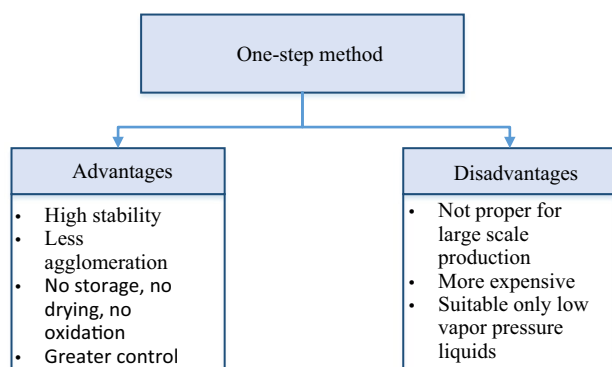 One-step method
Advantages
• High stability
• Less
agglomeration
• No storage, no
drying, no
oxidation
• Greater control
Disadvantages
• Not proper for
large scale
production
• More expensive
• Suitable only low
vapor pressure
liquids